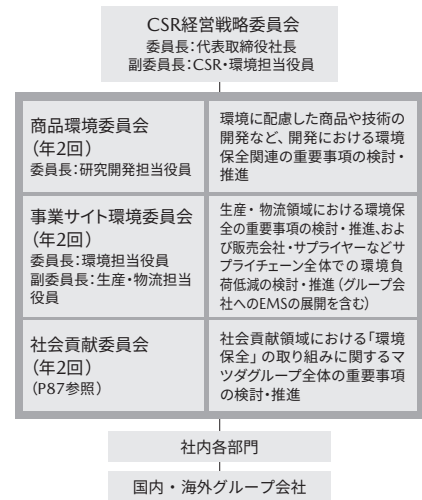 CSR経営戦略委員会
委員長：代表取締役社長
副委員長：CSR・環境担当役員
商品環境委員会
（年2回）
委員長：研究開発担当役員
環境に配慮した商品や技術の
開発など、開発における環境
保全関連の重要事項の検討・
推進
事業サイト環境委員会
（年2回）
委員長：環境担当役員
副委員長：生産・物流担当
役員
生産・物流領域における環境保
全の重要事項の検討・推進、およ
び販売会社・サプライヤーなどサ
プライチェーン全体での環境負
荷低減の検討・推進（グループ会
社へのEMSの展開を含む）
社会貢献委員会
（年2回）
（P87参照）
社会貢献領域における「環境
保全」の取り組みに関するマ
ツダグループ全体の重要事項
の検討・推進
社内各部門
国内・海外グループ会社